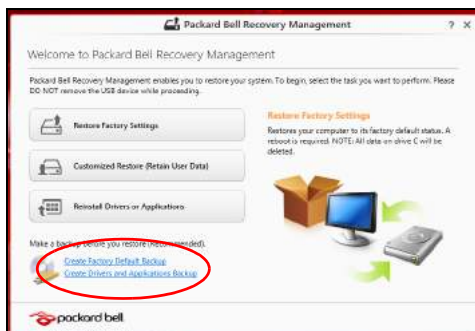 Packard Bell Recovery Management
? ×
Welcome to Packard Bell Recovery Management
Packard Bell Recovery Management enables you to restore your system. To begin, select the task you want to perform. Please
DO NOT remove the USB device while proceeding.
Restore Factory Settings
Customized Restore (Retain User Data)
Reinstall Drivers or Applications
Restore Factory Settings
Restores your computer to its factory default status. A
reboot is required. NOTE: All data on drive C will be
deleted.
Make a backup before you restore (Recommended).
Create Factory Default Backup
Create Drivers and Applications Backup
packard bell